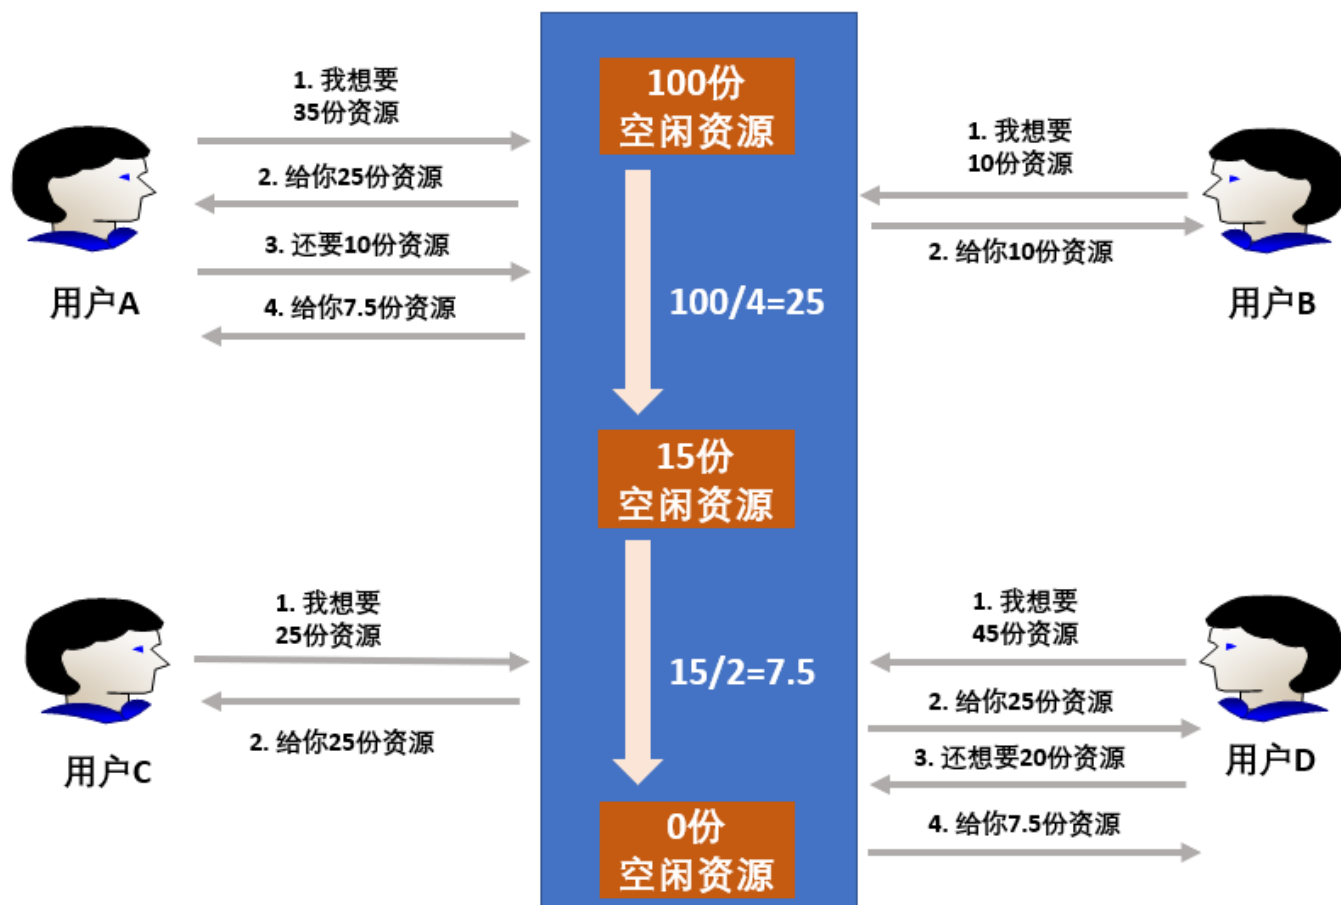 1. 我想要
35份资源
2. 给你25份资源
3. 还要10份资源
4. 给你7.5份资源
用户A
100份
空闲资源
100/4=25
1. 我想要
10份资源
2. 给你10份资源
用户B
15份
空闲资源
15/2=7.5
0份
空闲资源
1. 我想要
25份资源
2. 给你25份资源
用户C
1. 我想要
45份资源
2. 给你25份资源
3. 还想要20份资源
4. 给你7.5份资源
用户D